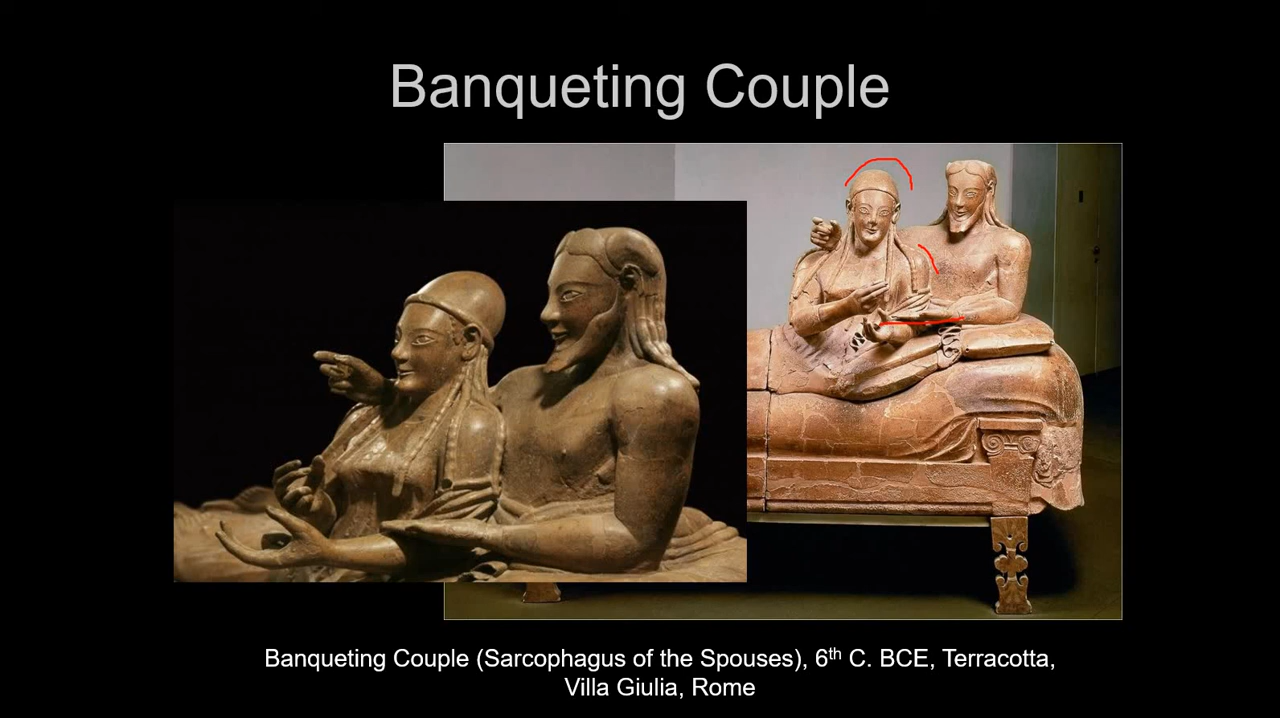 Banqueting Couple
Banqueting Couple (Sarcophagus of the Spouses), 6th C. BCE, Terracotta,
Villa Giulia, Rome